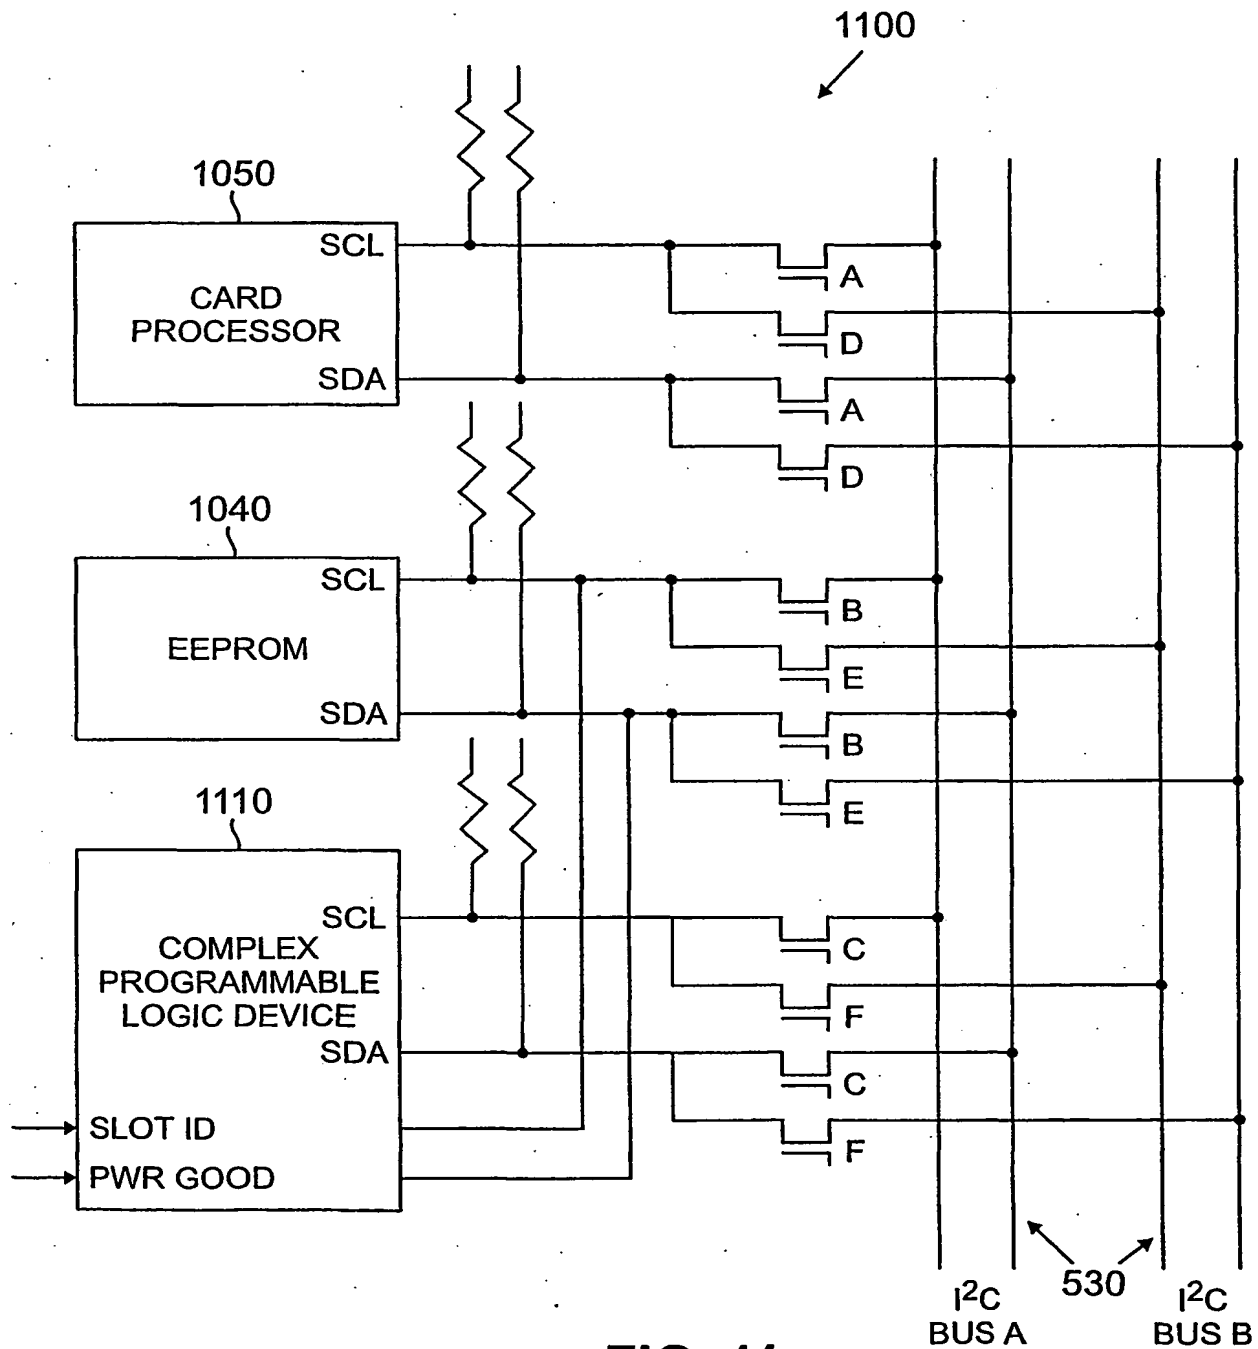 1100
1050
SCL
CARD
PROCESSOR
SDA
A
D
A
D
1040
SCL
EEPROM
SDA
B
E
B
E
1110
SCL
COMPLEX
PROGRAMMABLE
LOGIC DEVICE
SDA
SLOT ID
PWR GOOD
C
F
C
F
530
I²C
BUS A
I²C
BUS B